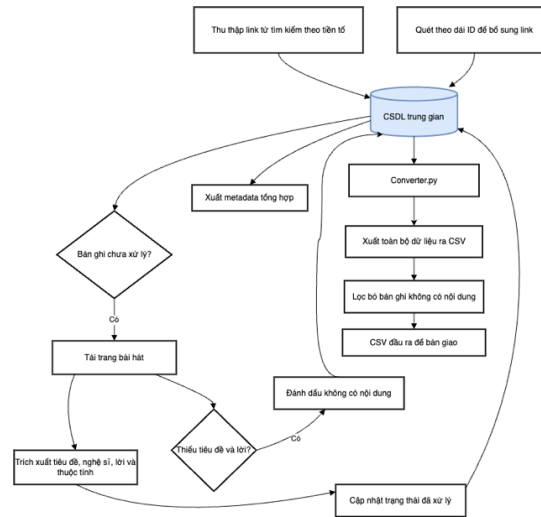 Thu thập link từ tìm kiếm theo tiền tố
Quét theo dải ID để bổ sung link
CSDL trung gian
Converter.py
Xuất metadata tổng hợp
Bản ghi chưa xử lý?
Xuất toàn bộ dữ liệu ra CSV
Lọc bỏ bản ghi không có nội dung
Có
CSV đầu ra để bàn giao
Tải trang bài hát
Đánh dấu không có nội dung
Thiếu tiêu đề và lời?
Có
Trích xuất tiêu đề, nghệ sĩ, lời và
thuộc tính
Cập nhật trạng thái đã xử lý